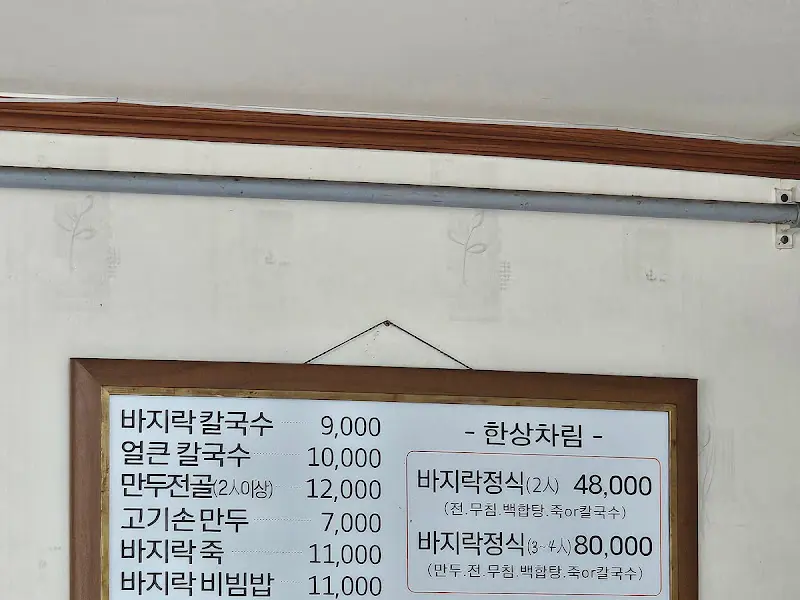 바지락 칼국수 9,000
얼큰 칼국수 10,000
만두전골(2人이상) 12,000
고기손만두 7,000
바지락 죽 11,000
바지락 비빔밥 11,000
- 한상차림 -
바지락정식(2人) 48,000
(전.무침.백합탕.죽or칼국수)
바지락정식(3~4人) 80,000
(만두.전.무침.백합탕.죽or칼국수)